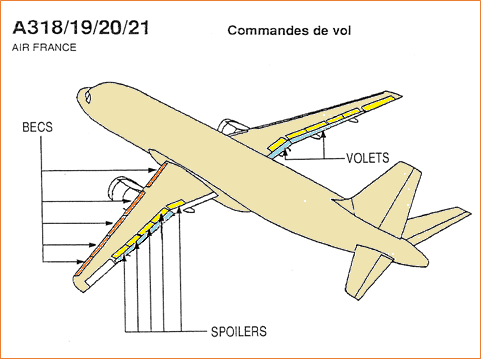 A318/19/20/21
Commandes de vol
AIR FRANCE
BECS
VOLETS
SPOILERS